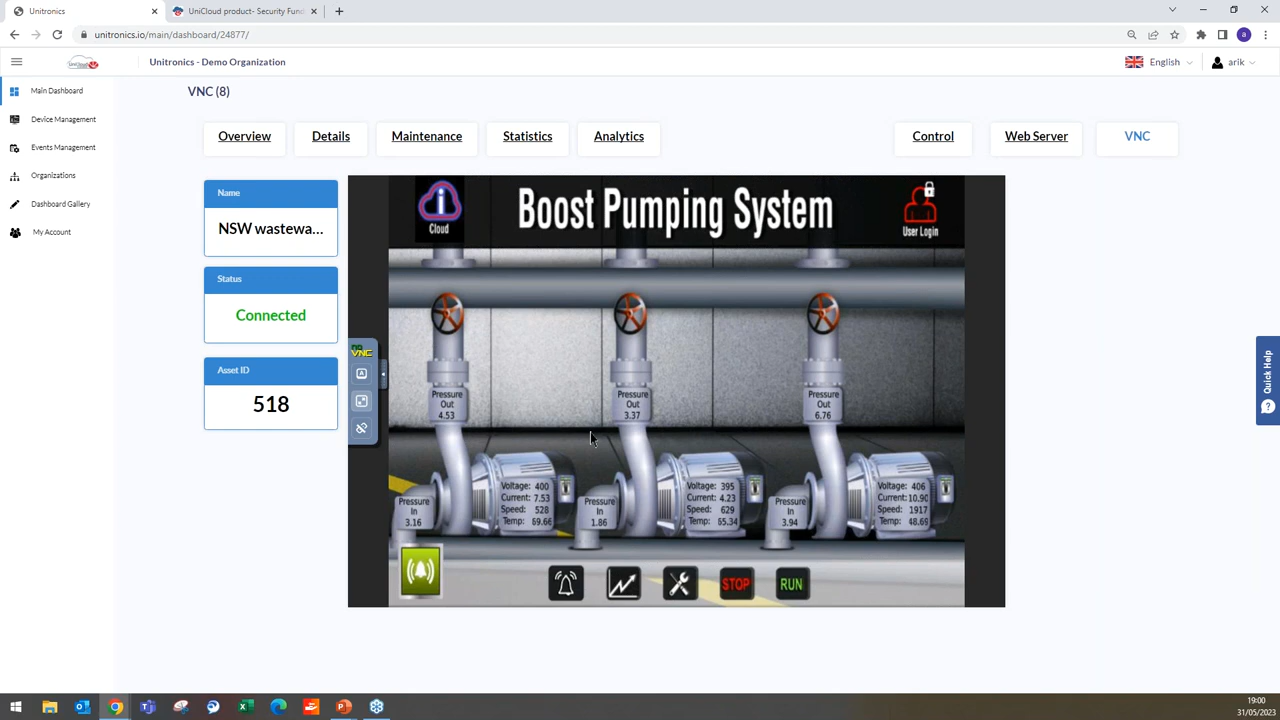 Unitronics
UniCloud product- Security Fund
unitronics.io/main/dashboard/24877/
a
UniCloud
Unitronics - Demo Organization
English
arik
Main Dashboard
Device Management
Events Management
Organizations
Dashboard Gallery
My Account
VNC (8)
Overview
Details
Maintenance
Statistics
Analytics
Control
Web Server
VNC
Name
NSW wastewa...
Status
Connected
Asset ID
518
no
VNC
A
i
Cloud
Boost Pumping System
User Login
Pressure
Out
4.53
Pressure
Out
3.37
Pressure
Out
6.76
Pressure
In
3.16
Voltage: 400
Current: 7.53
Speed: 528
Temp: 69.66
Pressure
In
1.86
Voltage: 395
Current: 4.23
Speed: 629
Temp: 65.34
Pressure
In
3.94
Voltage: 406
Current: 10.90
Speed: 1917
Temp: 48.69
STOP
RUN
Quick Help
?
19:00
31/05/2023